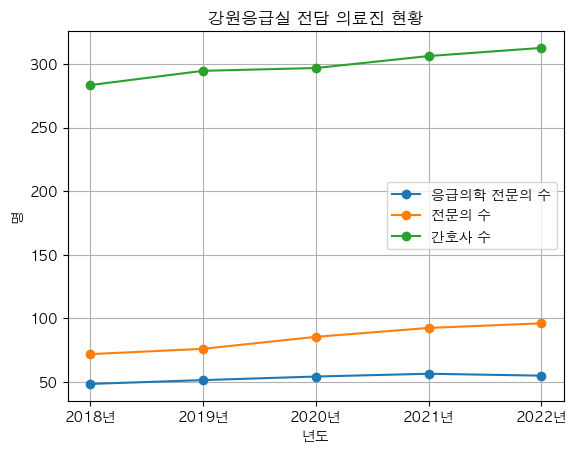 강원응급실 전담 의료진 현황
300
250
200
150
100
50
명
응급의학 전문의 수
전문의 수
간호사 수
2018년 2019년 2020년 2021년 2022년
년도